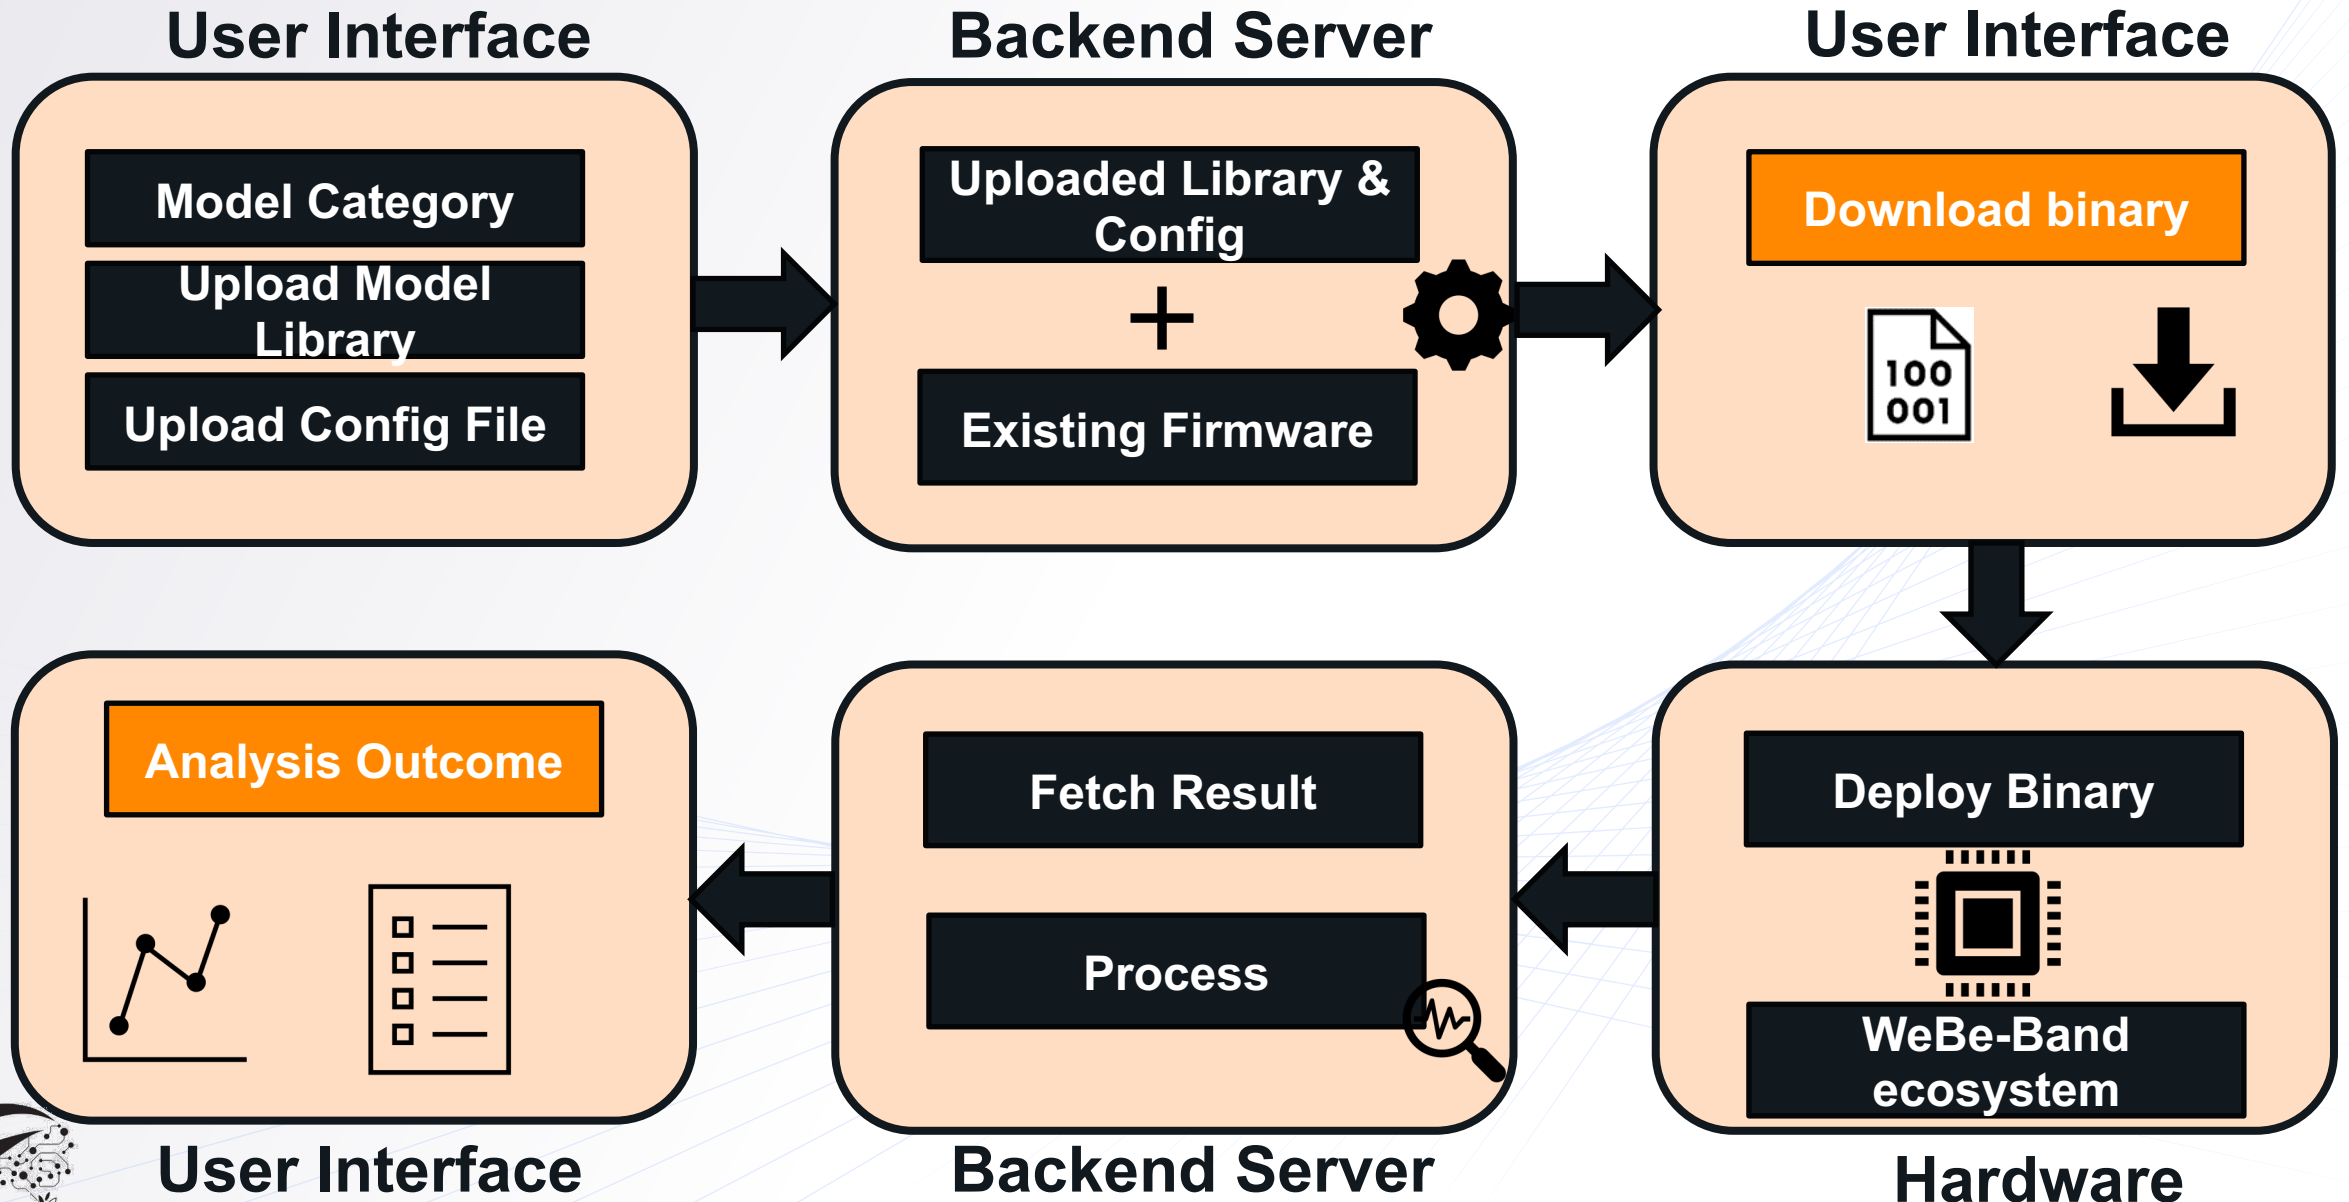 User Interface
Backend Server
User Interface
Model Category
Upload Model
Library
Upload Config File
Uploaded Library &
Config
+
Existing Firmware
Download binary
100
001
Analysis Outcome
Fetch Result
Process
Deploy Binary
WeBe-Band
ecosystem
User Interface
Backend Server
Hardware